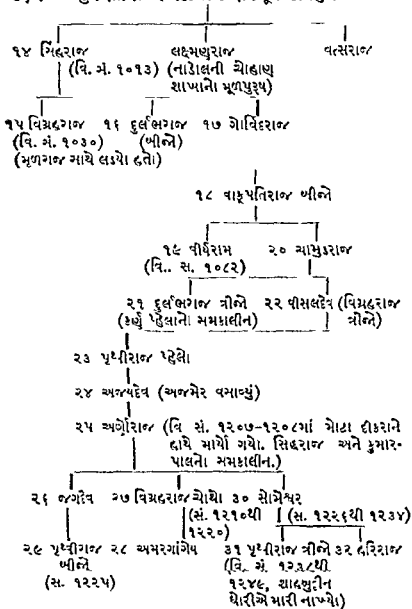 ૧૪ સિંહરાજ લક્ષ્મણરાજ વત્સરાજ
(વિ. સં. ૧૦૧૩) (નાડોલની ચોહાણ
શાખાનો મૂળપુરૂષ)
૧૫ વિગ્રહરાજ ૧૬ દુર્લભરાજ ૧૭ ગોવિંદરાજ
(વિ. સં. ૧૦૩૦) (બીજો)
(મૂળરાજ સાથે લડયો હતો)
૧૮ વાક્પતિરાજ બીજો
૧૯ વીર્યરામ ૨૦ ચામુંડરાજ
(વિ.. સ. ૧૦૮૨)
૨૧ દુર્લભરાજ ત્રીજો ૨૨ વીસલદેવ (વિગ્રહરાજ
(કર્ણ પહેલાનો સમકાલીન) ત્રીજો)
૨૩ પૃથ્વીરાજ પહેલો
૨૪ અજયદેવ (અજમેર વસાવ્યું)
૨૫ અર્ણોરાજ (વિ સં. ૧૨૦૭-૧૨૦૮માં મોટા દીકરાને
હાથે માર્યો ગયો. સિદ્ધરાજ અને કુમાર-
પાલનો સમકાલીન.)
૨૬ જગદેવ ૨૭ વિગ્રહરાજ ચોથો ૩૦ સોમેશ્વર
(સં. ૧૨૧૦થી (સ. ૧૨૨૬થી ૧૨૩૪)
૧૨૨૦)
૨૯ પૃથ્વીરાજ ૨૮ અમરગાંગેય ૩૧ પૃથ્વીરાજ ત્રીજો ૩૨ હરિરાજ
બીજો (વિ. સં. ૧૨૩૮થી
(સ. ૧૨૨૫) ૧૨૪૯, શાહબુદીન
ઘોરીએ મારી નાખ્યો)